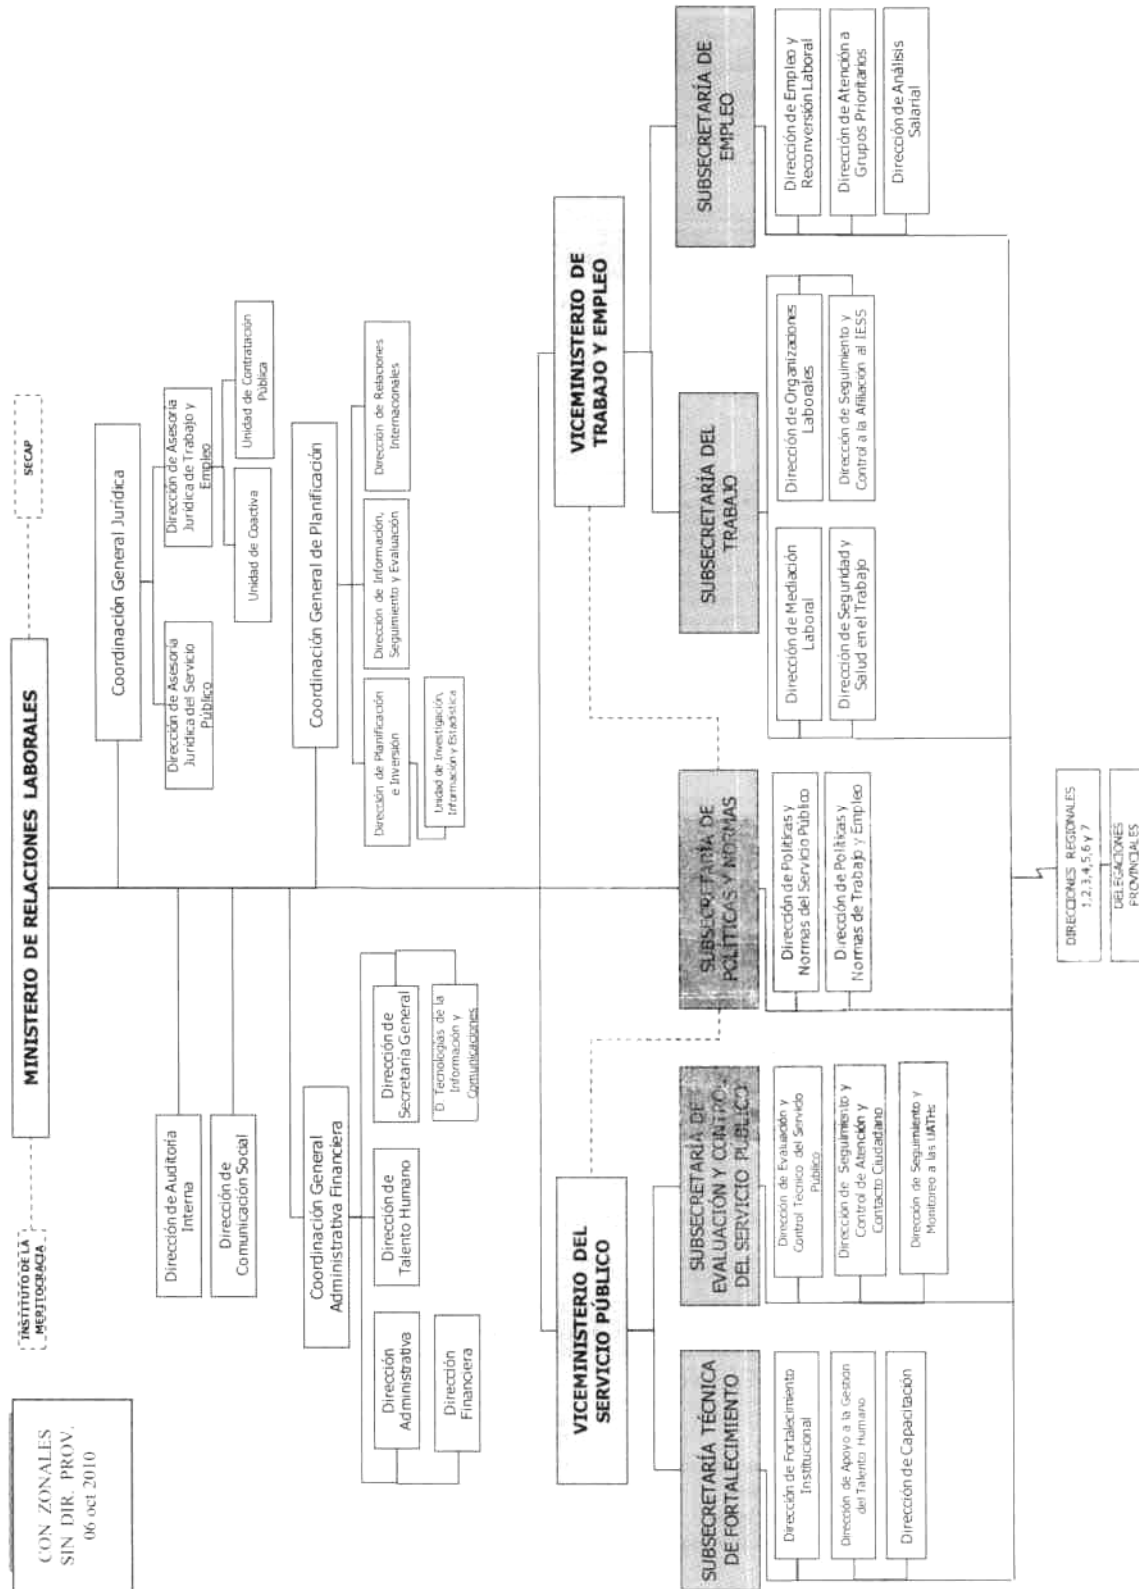 CON ZONALES
SIN DIR. PROV.
06 oct 2010
INSTITUTO DE LA
MERITOCRACIA
MINISTERIO DE RELACIONES LABORALES
SECAP
Dirección de Auditoría
Interna
Dirección de
Comunicación Social
Coordinación General Jurídica
Dirección de Asesoría
Jurídica del Servicio
Público
Dirección de Asesoría
Jurídica de Trabajo y
Empleo
Unidad de Coactiva
Unidad de Contratación
Pública
Coordinación General
Administrativa Financiera
Dirección
Administrativa
Dirección de
Talento Humano
Dirección de
Secretaría General
Dirección
Financiera
D. Tecnologías de la
Información y
Comunicaciones
Coordinación General de Planificación
Dirección de Planificación
e Inversión
Dirección de Información,
Seguimiento y Evaluación
Dirección de Relaciones
Internacionales
Unidad de Investigación,
Información y Estadística
VICEMINISTERIO DEL
SERVICIO PÚBLICO
VICEMINISTERIO DE
TRABAJO Y EMPLEO
SUBSECRETARÍA TÉCNICA
DE FORTALECIMIENTO
SUBSECRETARÍA DE
EVALUACIÓN Y CONTROL
DEL SERVICIO PÚBLICO
SUBSECRETARÍA DE
POLÍTICAS Y NORMAS
SUBSECRETARÍA DEL
TRABAJO
SUBSECRETARÍA DE
EMPLEO
Dirección de Fortalecimiento
Institucional
Dirección de Apoyo a la Gestión
del Talento Humano
Dirección de Capacitación
Dirección de Evaluación y
Control Técnico del Servicio
Público
Dirección de Seguimiento y
Control de Atención y
Contacto Ciudadano
Dirección de Seguimiento y
Monitoreo a las UATHs
Dirección de Políticas y
Normas del Servicio Público
Dirección de Políticas y
Normas de Trabajo y Empleo
Dirección de Mediación
Laboral
Dirección de Organizaciones
Laborales
Dirección de Seguridad y
Salud en el Trabajo
Dirección de Seguimiento y
Control a la Afiliación al IESS
Dirección de Empleo y
Reconversión Laboral
Dirección de Atención a
Grupos Prioritarios
Dirección de Análisis
Salarial
DIRECCIONES REGIONALES
1,2,3,4,5,6 y 7
DELEGACIONES
PROVINCIALES